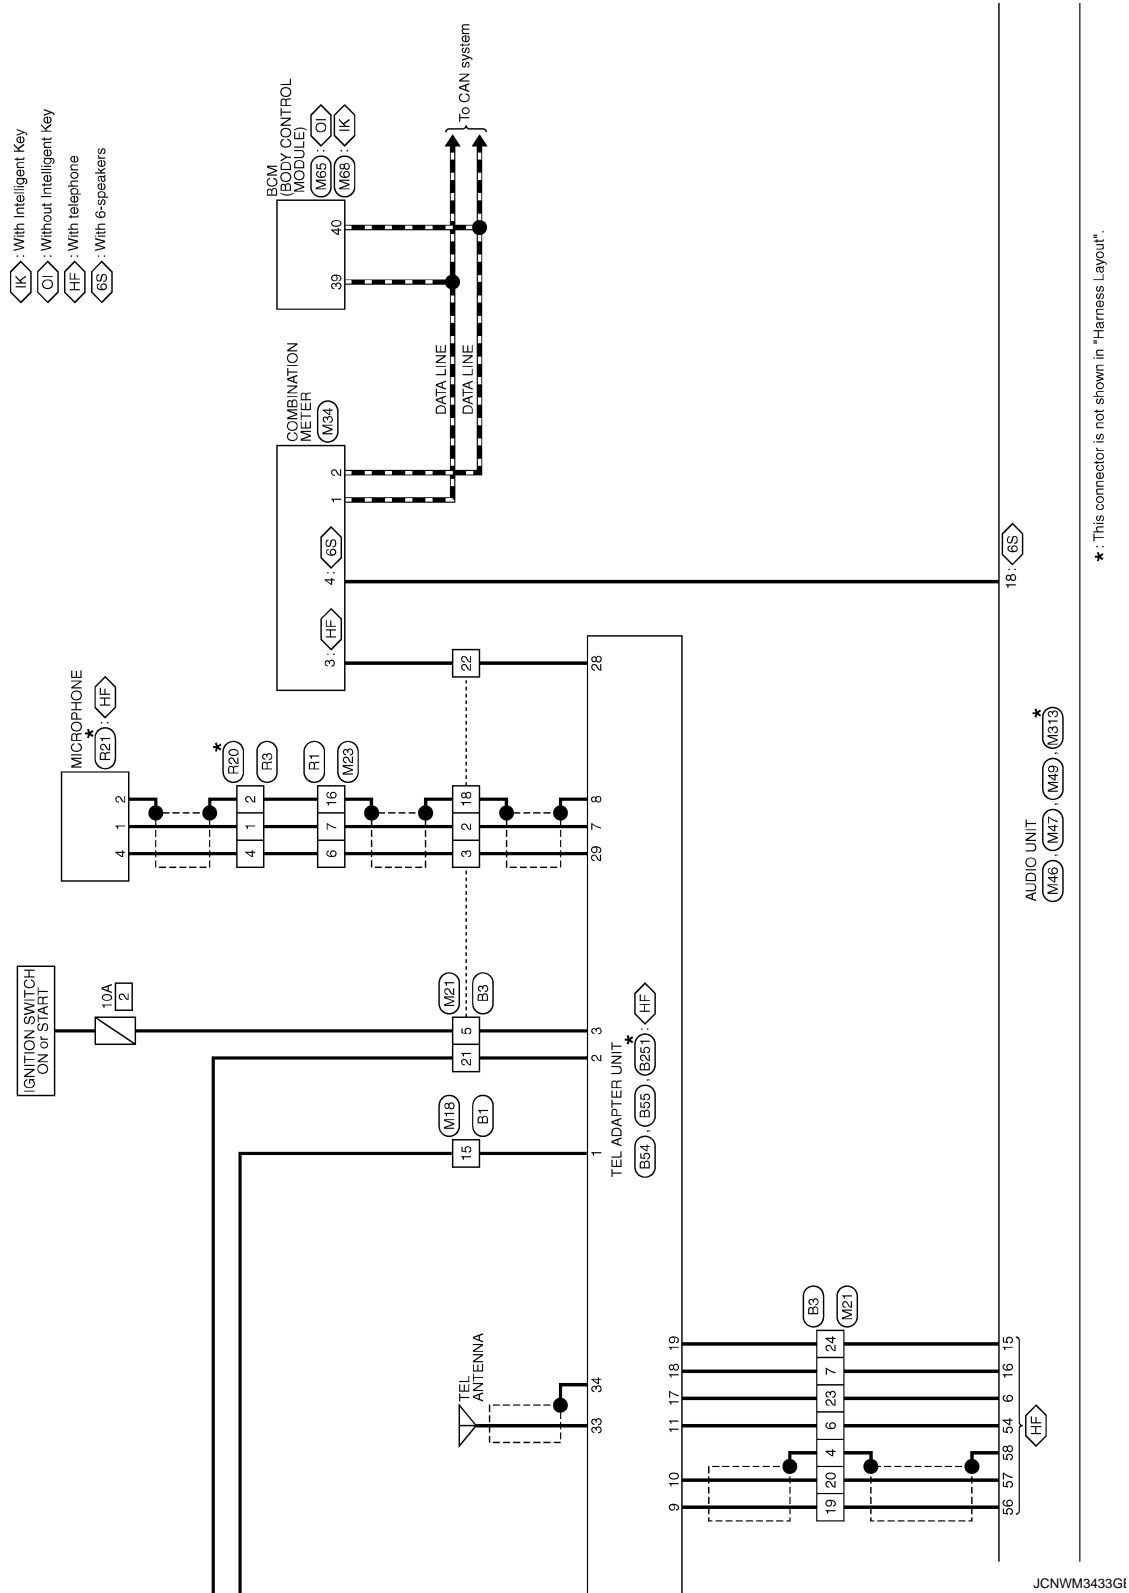 IK : With Intelligent Key
OI : Without Intelligent Key
HF : With telephone
6S : With 6-speakers
IGNITION SWITCH
ON or START
10A
2
MICROPHONE
* R21 : HF
4 1 2
* R20
R3
4 1 2
R1
M23
6 7 16
COMBINATION
METER
M34
3 : HF
4 : 6S
1 2
BCM
(BODY CONTROL
MODULE)
M65 : OI
M68 : IK
39 40
DATA LINE
DATA LINE
To CAN system
TEL
ANTENNA
M18
B1
15
M21
B3
21 5
3 2 18
22
33 34 1 2 3 29 7 8 28
TEL ADAPTER UNIT
B54 , B55 , B251 * : HF
9 10 11 17 18 19
B3
M21
19 20 4 6 23 7 24
56 57 58 54 6 16 15
HF
18 : 6S
AUDIO UNIT
M46 , M47 , M49 , M313 *
* : This connector is not shown in "Harness Layout".